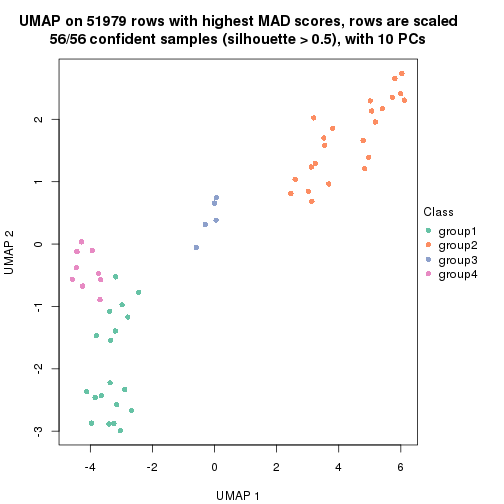 UMAP on 51979 rows with highest MAD scores, rows are scaled
56/56 confident samples (silhouette > 0.5), with 10 PCs
2
1
0
-1
-2
-3
UMAP 2
-4
-2
0
2
4
6
UMAP 1
Class
group1
group2
group3
group4